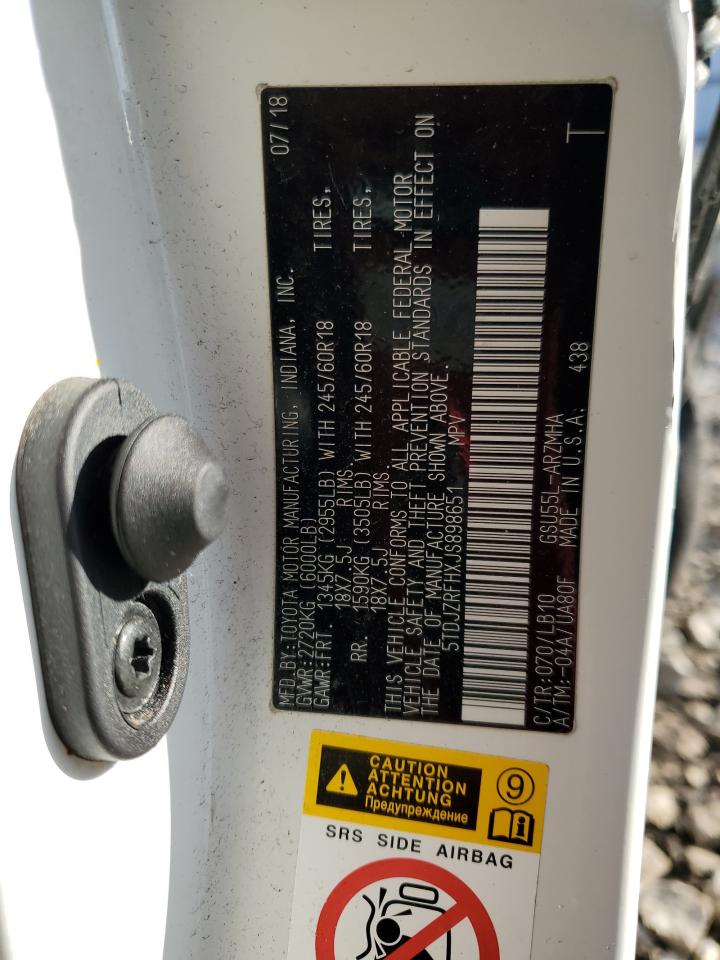 MFD.BY:TOYOTA MOTOR MANUFACTURING, INDIANA, INC. 07/18
GVWR:2720KG (6000LB)
GAWR:FRT. 1345KG (2955LB) WITH 245/60R18 TIRES,
18X7.5J RIMS,
RR. 1590KG (3505LB) WITH 245/60R18 TIRES,
18X7.5J RIMS.
THIS VEHICLE CONFORMS TO ALL APPLICABLE FEDERAL MOTOR
VEHICLE SAFETY AND THEFT PREVENTION STANDARDS IN EFFECT ON
THE DATE OF MANUFACTURE SHOWN ABOVE.
5TDJZRFHXJS898631 MPV
C/TR:070/LB10 GSU55L-ARZMHA T
A/TM:-04A/UA80F MADE IN U.S.A. 438
CAUTION
ATTENTION
ACHTUNG
Предупреждение
9
i
SRS SIDE AIRBAG